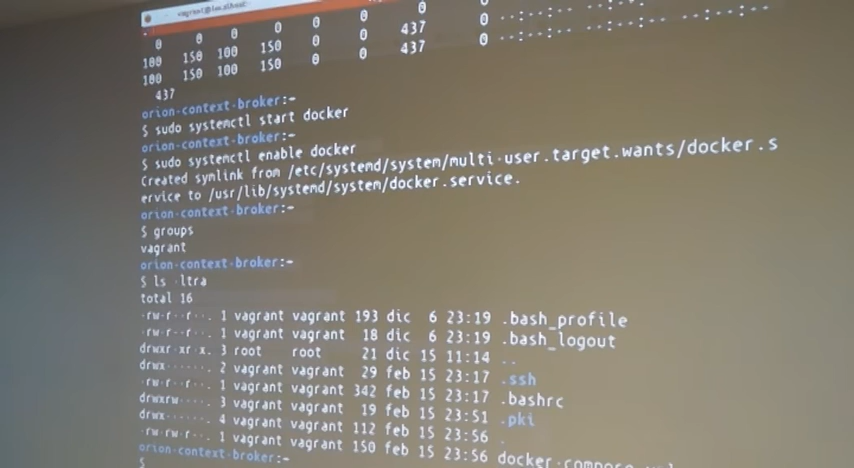 vagrant@localhost:~
0 0 0 0 0 0 0 0
100 150 100 150 0 0 437 0 ..:--:--..:--:--..:--:--
100 150 100 150 0 0 437 0 ..:--:--..:--:--..:--:--
437
orion-context-broker:~
$ sudo systemctl start docker
orion-context-broker:~
$ sudo systemctl enable docker
Created symlink from /etc/systemd/system/multi-user.target.wants/docker.s
ervice to /usr/lib/systemd/system/docker.service.
orion-context-broker:~
$ groups
vagrant
orion-context-broker:~
$ ls -ltra
total 16
-rw-r--r--. 1 vagrant vagrant 193 dic 6 23:19 .bash_profile
-rw-r--r--. 1 vagrant vagrant 18 dic 6 23:19 .bash_logout
drwxr-xr-x. 3 root root 21 dic 15 11:14 ..
drwx------. 2 vagrant vagrant 29 feb 15 23:17 .ssh
-rw-r--r--. 1 vagrant vagrant 342 feb 15 23:17 .bashrc
drwxrw----. 3 vagrant vagrant 19 feb 15 23:51 .pki
drwx------. 4 vagrant vagrant 112 feb 15 23:56 .
-rw-rw-r--. 1 vagrant vagrant 150 feb 15 23:56 docker-compose.yml
orion-context-broker:~
$